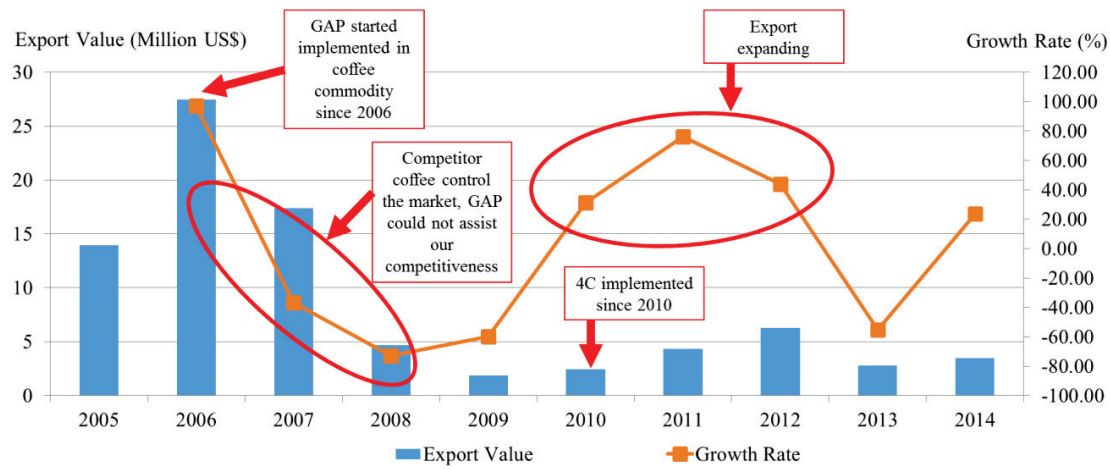 Export Value (Million US$)
Growth Rate (%)
GAP started
implemented in
coffee
commodity
since 2006
Export
expanding
Competitor
coffee control
the market, GAP
could not assist
our
competitiveness
4C implemented
since 2010
30
25
20
15
10
5
0
120.00
100.00
80.00
60.00
40.00
20.00
0.00
-20.00
-40.00
-60.00
-80.00
-100.00
2005 2006 2007 2008 2009 2010 2011 2012 2013 2014
Export Value Growth Rate